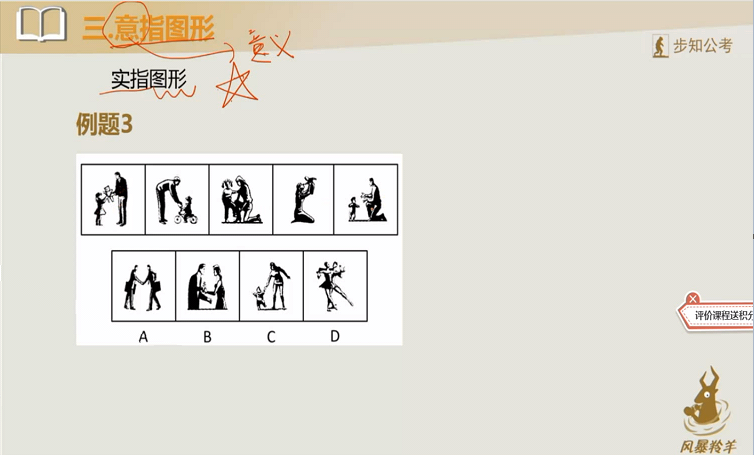 三.意指图形
意义
步知公考
实指图形
例题3
A B C D
评价课程送积分
风暴羚羊